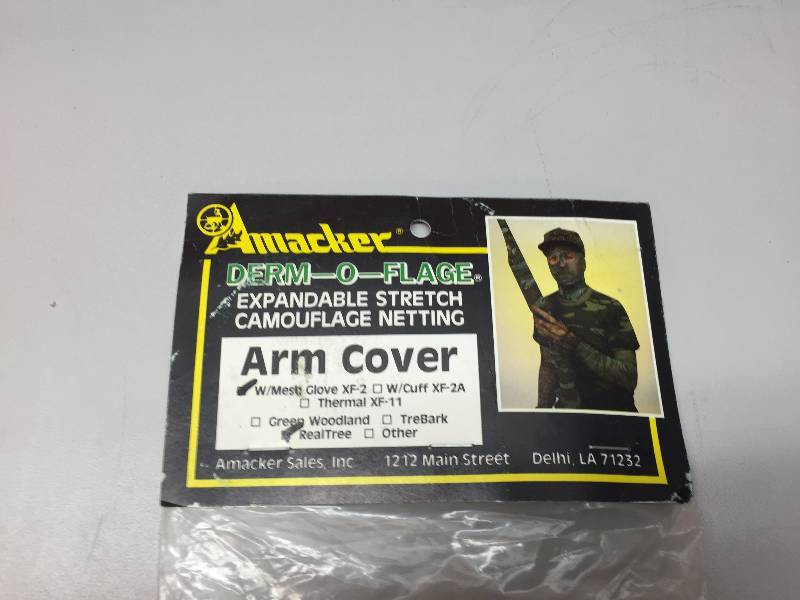 Amacker®
DERM—O—FLAGE®
EXPANDABLE STRETCH
CAMOUFLAGE NETTING
Arm Cover
W/Mesh Glove XF-2 ☐ W/Cuff XF-2A
☐ Thermal XF-11
☐ Green Woodland ☐ TreBark
RealTree ☐ Other
Amacker Sales, Inc 1212 Main Street Delhi, LA 71232